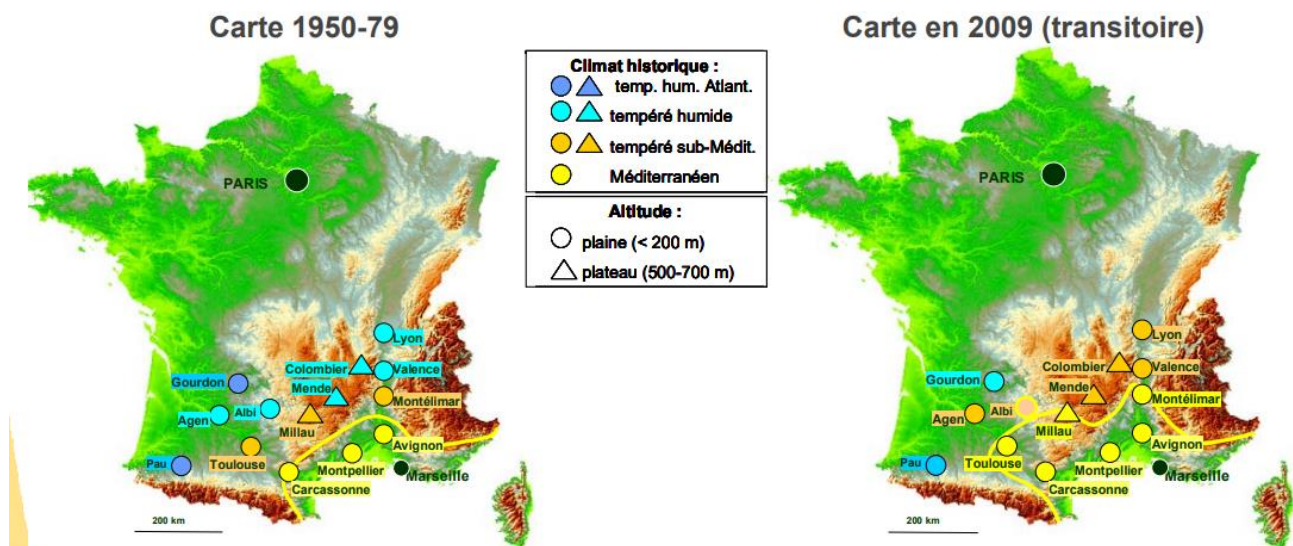 Carte 1950-79
PARIS
Lyon
Colombier
Valence
Mende
Gourdon
Montélimar
Albi
Agen
Millau
Avignon
Toulouse
Pau
Montpellier
Marseille
Carcassonne
200 km
Climat historique :
temp. hum. Atlant.
tempéré humide
tempéré sub-Médit.
Méditerranéen
Altitude :
plaine (< 200 m)
plateau (500-700 m)
Carte en 2009 (transitoire)
PARIS
Lyon
Colombier
Valence
Gourdon
Mende
Montélimar
Albi
Agen
Millau
Avignon
Toulouse
Pau
Montpellier
Marseille
Carcassonne
200 km